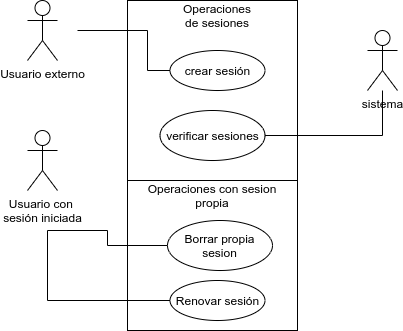 Operaciones
de sesiones
Usuario externo
crear sesión
sistema
verificar sesiones
Operaciones con sesion
propia
Usuario con
sesión iniciada
Borrar propia
sesion
Renovar sesión